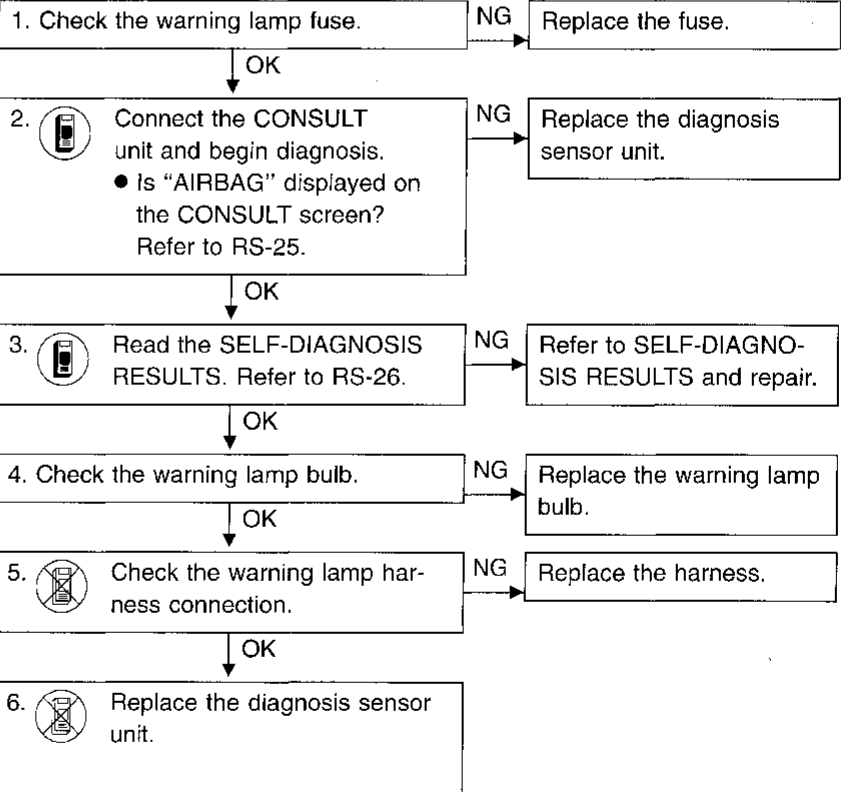 1. Check the warning lamp fuse.
NG
Replace the fuse.
OK
2. Connect the CONSULT
unit and begin diagnosis.
● Is “AIRBAG” displayed on
the CONSULT screen?
Refer to RS-25.
NG
Replace the diagnosis
sensor unit.
OK
3. Read the SELF-DIAGNOSIS
RESULTS. Refer to RS-26.
NG
Refer to SELF-DIAGNO-
SIS RESULTS and repair.
OK
4. Check the warning lamp bulb.
NG
Replace the warning lamp
bulb.
OK
5. Check the warning lamp har-
ness connection.
NG
Replace the harness.
OK
6. Replace the diagnosis sensor
unit.